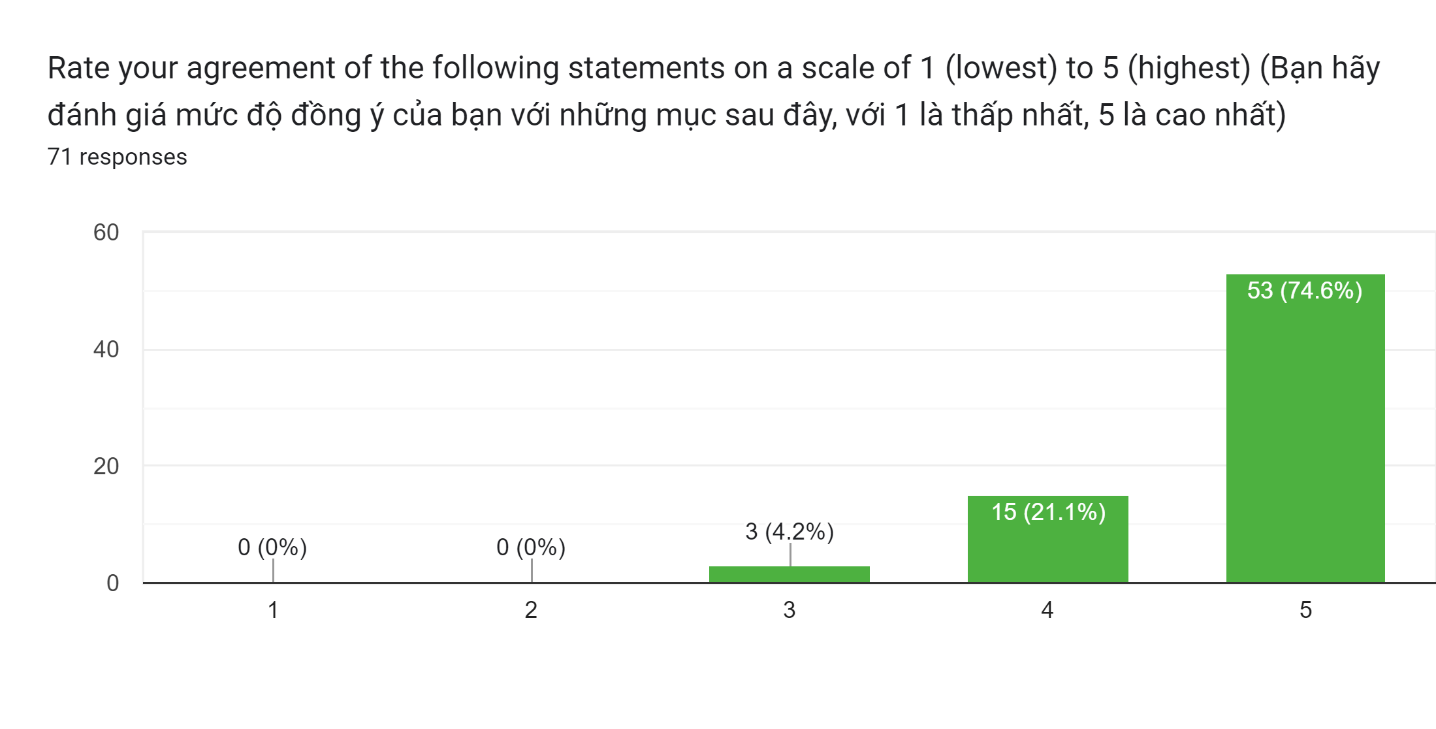 Rate your agreement of the following statements on a scale of 1 (lowest) to 5 (highest) (Bạn hãy
đánh giá mức độ đồng ý của bạn với những mục sau đây, với 1 là thấp nhất, 5 là cao nhất)
71 responses
60
40
20
0
0 (0%)
0 (0%)
3 (4.2%)
15 (21.1%)
53 (74.6%)
1 2 3 4 5